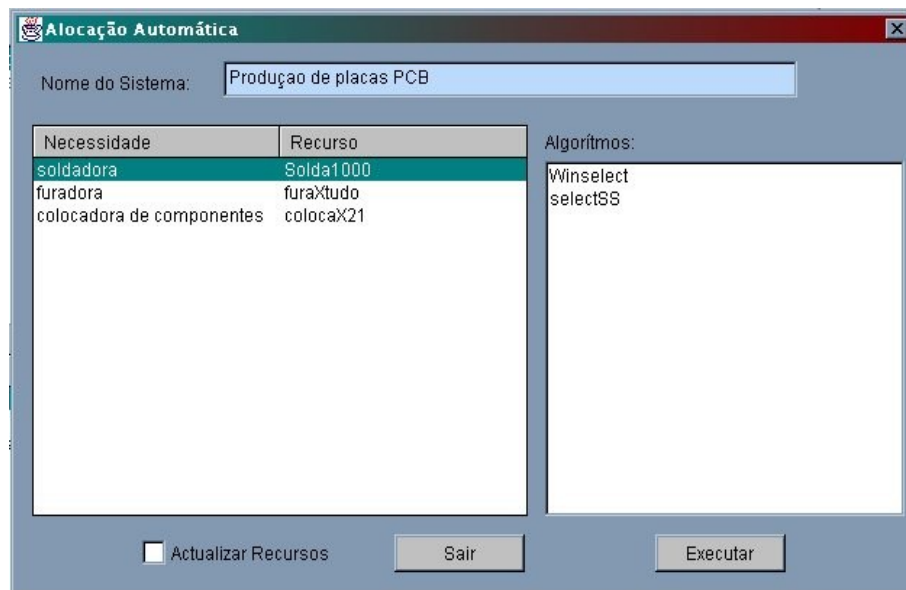 Alocação Automática
Nome do Sistema: Produçao de placas PCB
Necessidade Recurso
soldadora Solda1000
furadora furaXtudo
colocadora de componentes colocaX21
Algorítmos:
Winselect
selectSS
Actualizar Recursos Sair Executar